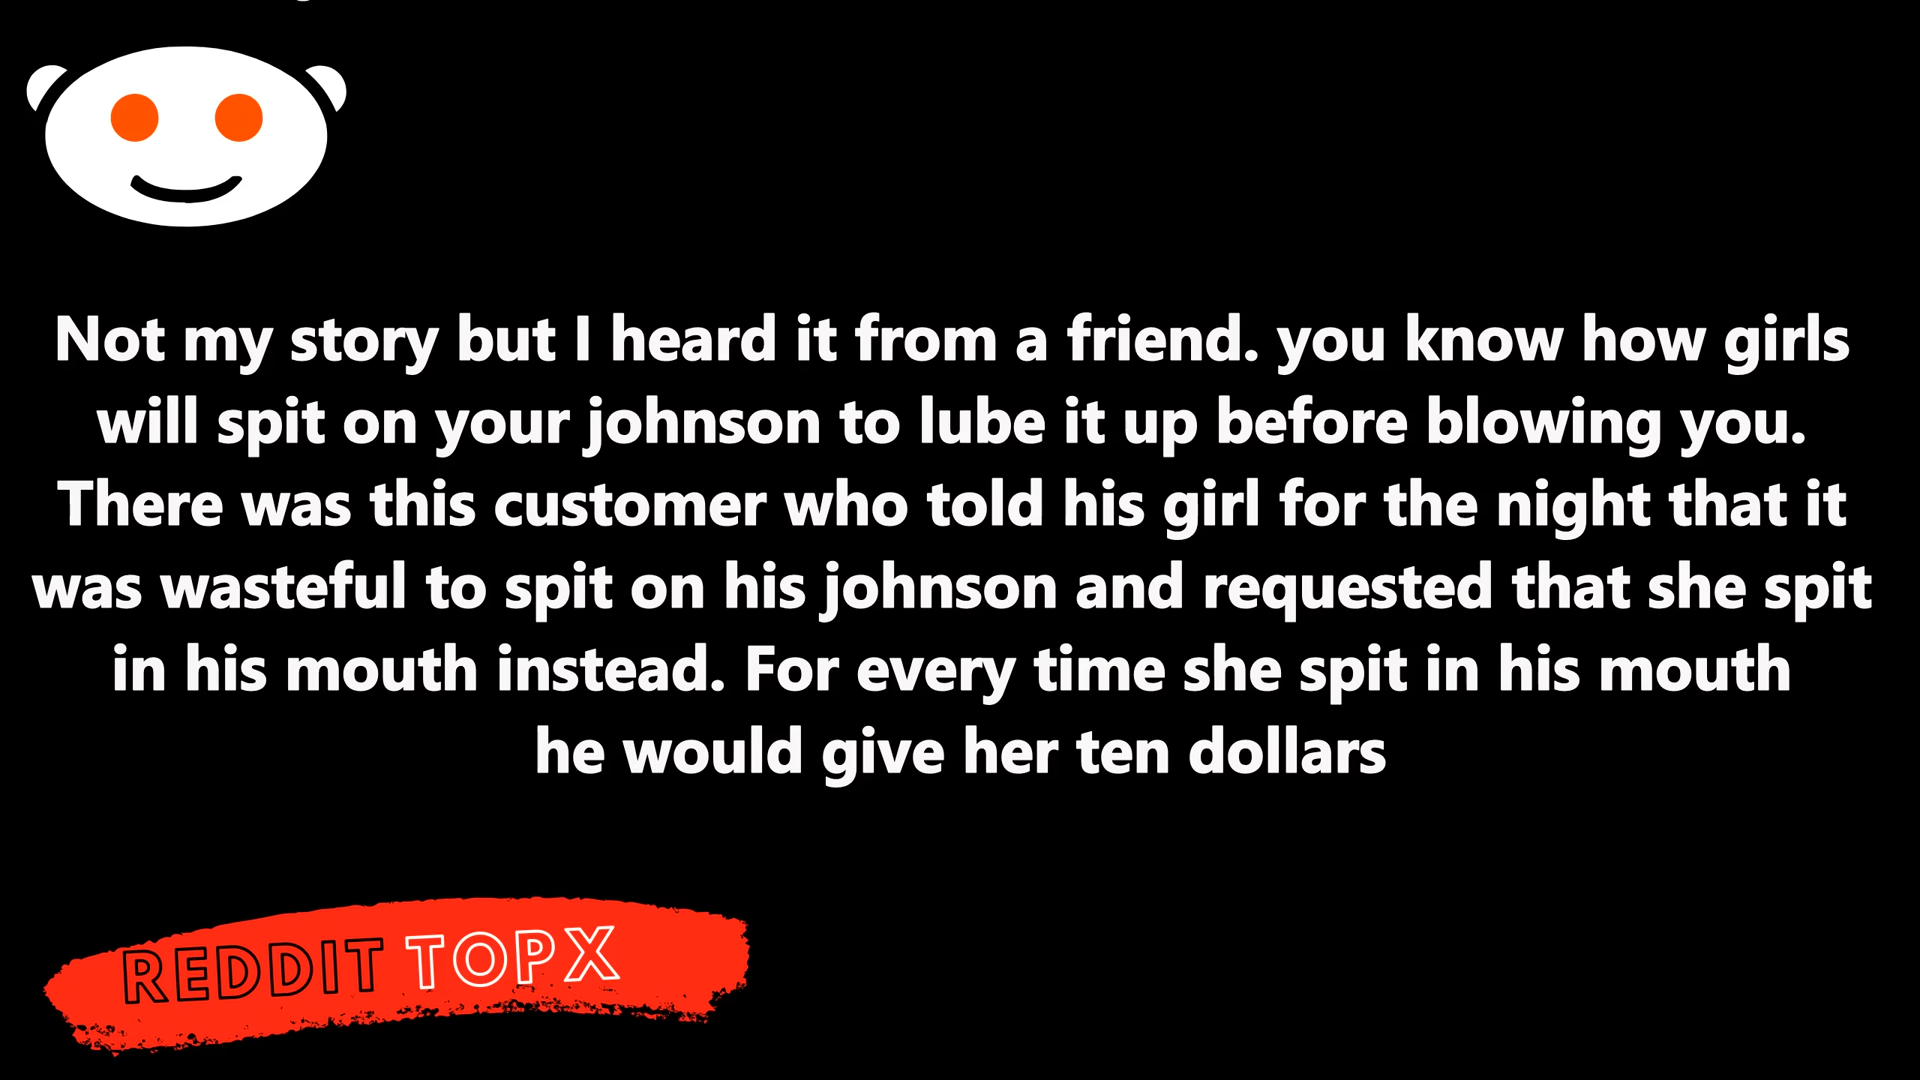 Not my story but I heard it from a friend. you know how girls
will spit on your johnson to lube it up before blowing you.
There was this customer who told his girl for the night that it
was wasteful to spit on his johnson and requested that she spit
in his mouth instead. For every time she spit in his mouth
he would give her ten dollars
REDDIT TOPX